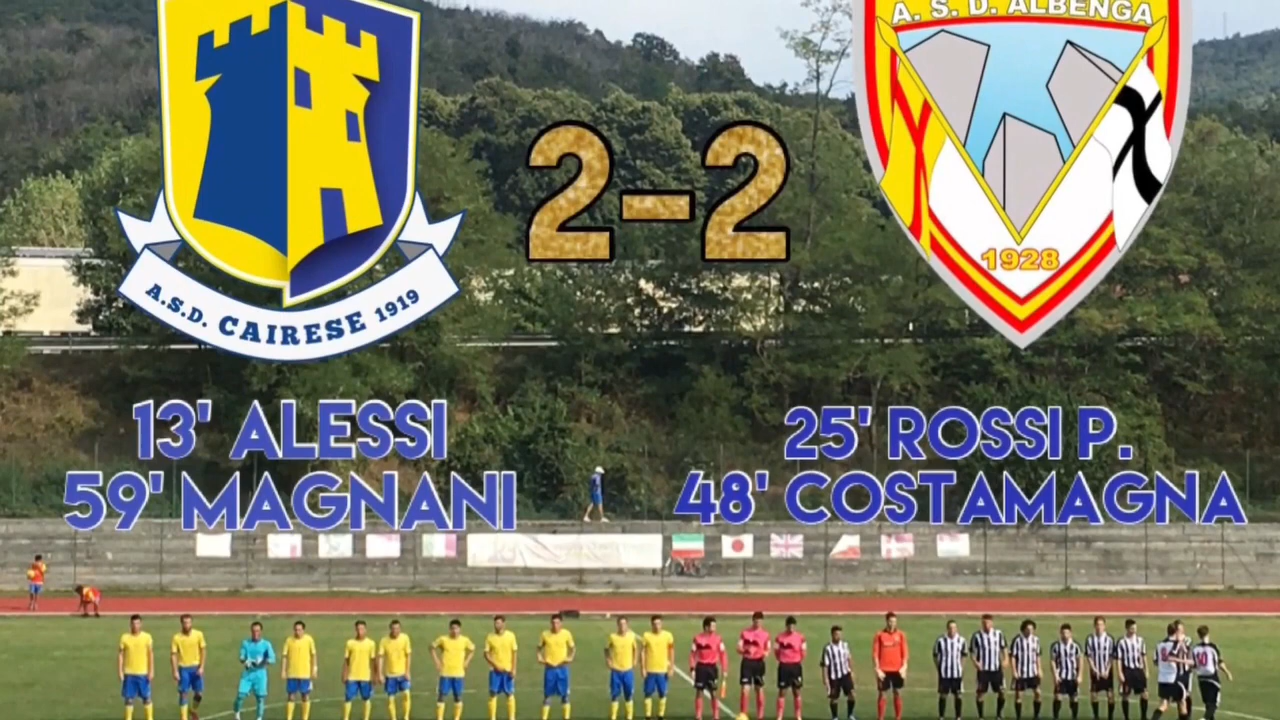 A. S. D. ALBENGA
2-2
1928
A.S.D. CAIRESE 1919
13' ALESSI
59' MAGNANI
25' ROSSI P.
48' COSTAMAGNA